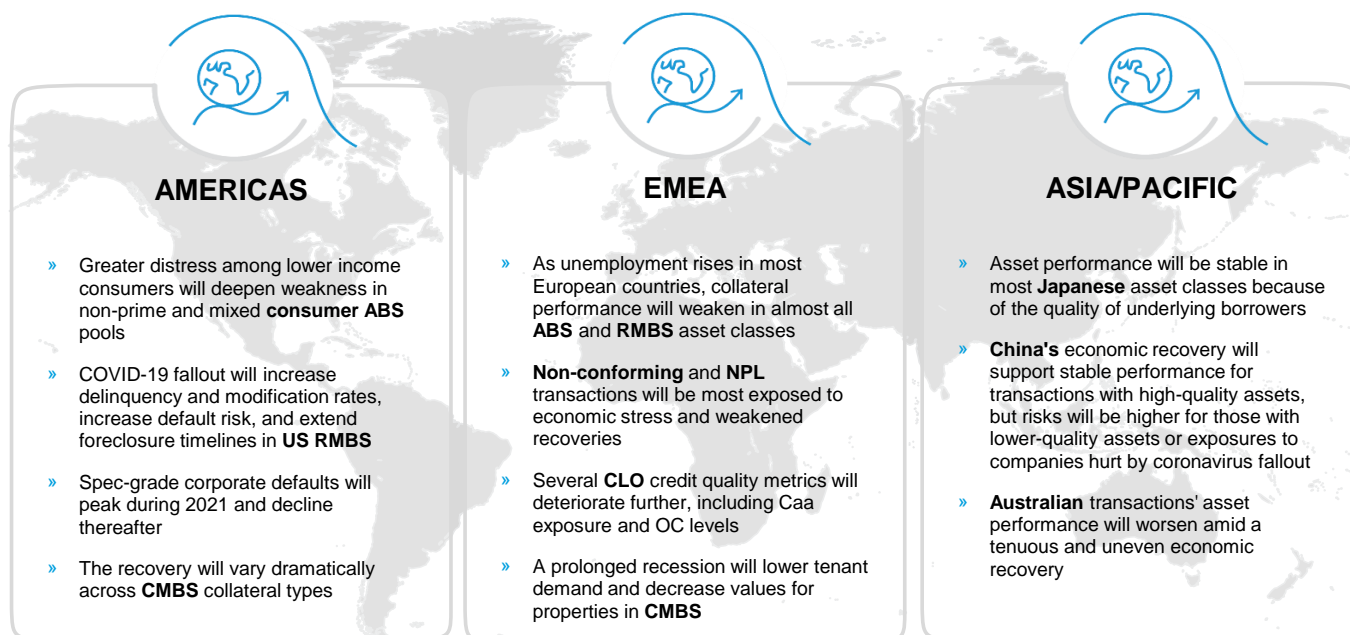 AMERICAS
» Greater distress among lower income
consumers will deepen weakness in
non-prime and mixed consumer ABS
pools
» COVID-19 fallout will increase
delinquency and modification rates,
increase default risk, and extend
foreclosure timelines in US RMBS
» Spec-grade corporate defaults will
peak during 2021 and decline
thereafter
» The recovery will vary dramatically
across CMBS collateral types
EMEA
» As unemployment rises in most
European countries, collateral
performance will weaken in almost all
ABS and RMBS asset classes
» Non-conforming and NPL
transactions will be most exposed to
economic stress and weakened
recoveries
» Several CLO credit quality metrics will
deteriorate further, including Caa
exposure and OC levels
» A prolonged recession will lower tenant
demand and decrease values for
properties in CMBS
ASIA/PACIFIC
» Asset performance will be stable in
most Japanese asset classes because
of the quality of underlying borrowers
» China's economic recovery will
support stable performance for
transactions with high-quality assets,
but risks will be higher for those with
lower-quality assets or exposures to
companies hurt by coronavirus fallout
» Australian transactions' asset
performance will worsen amid a
tenuous and uneven economic
recovery